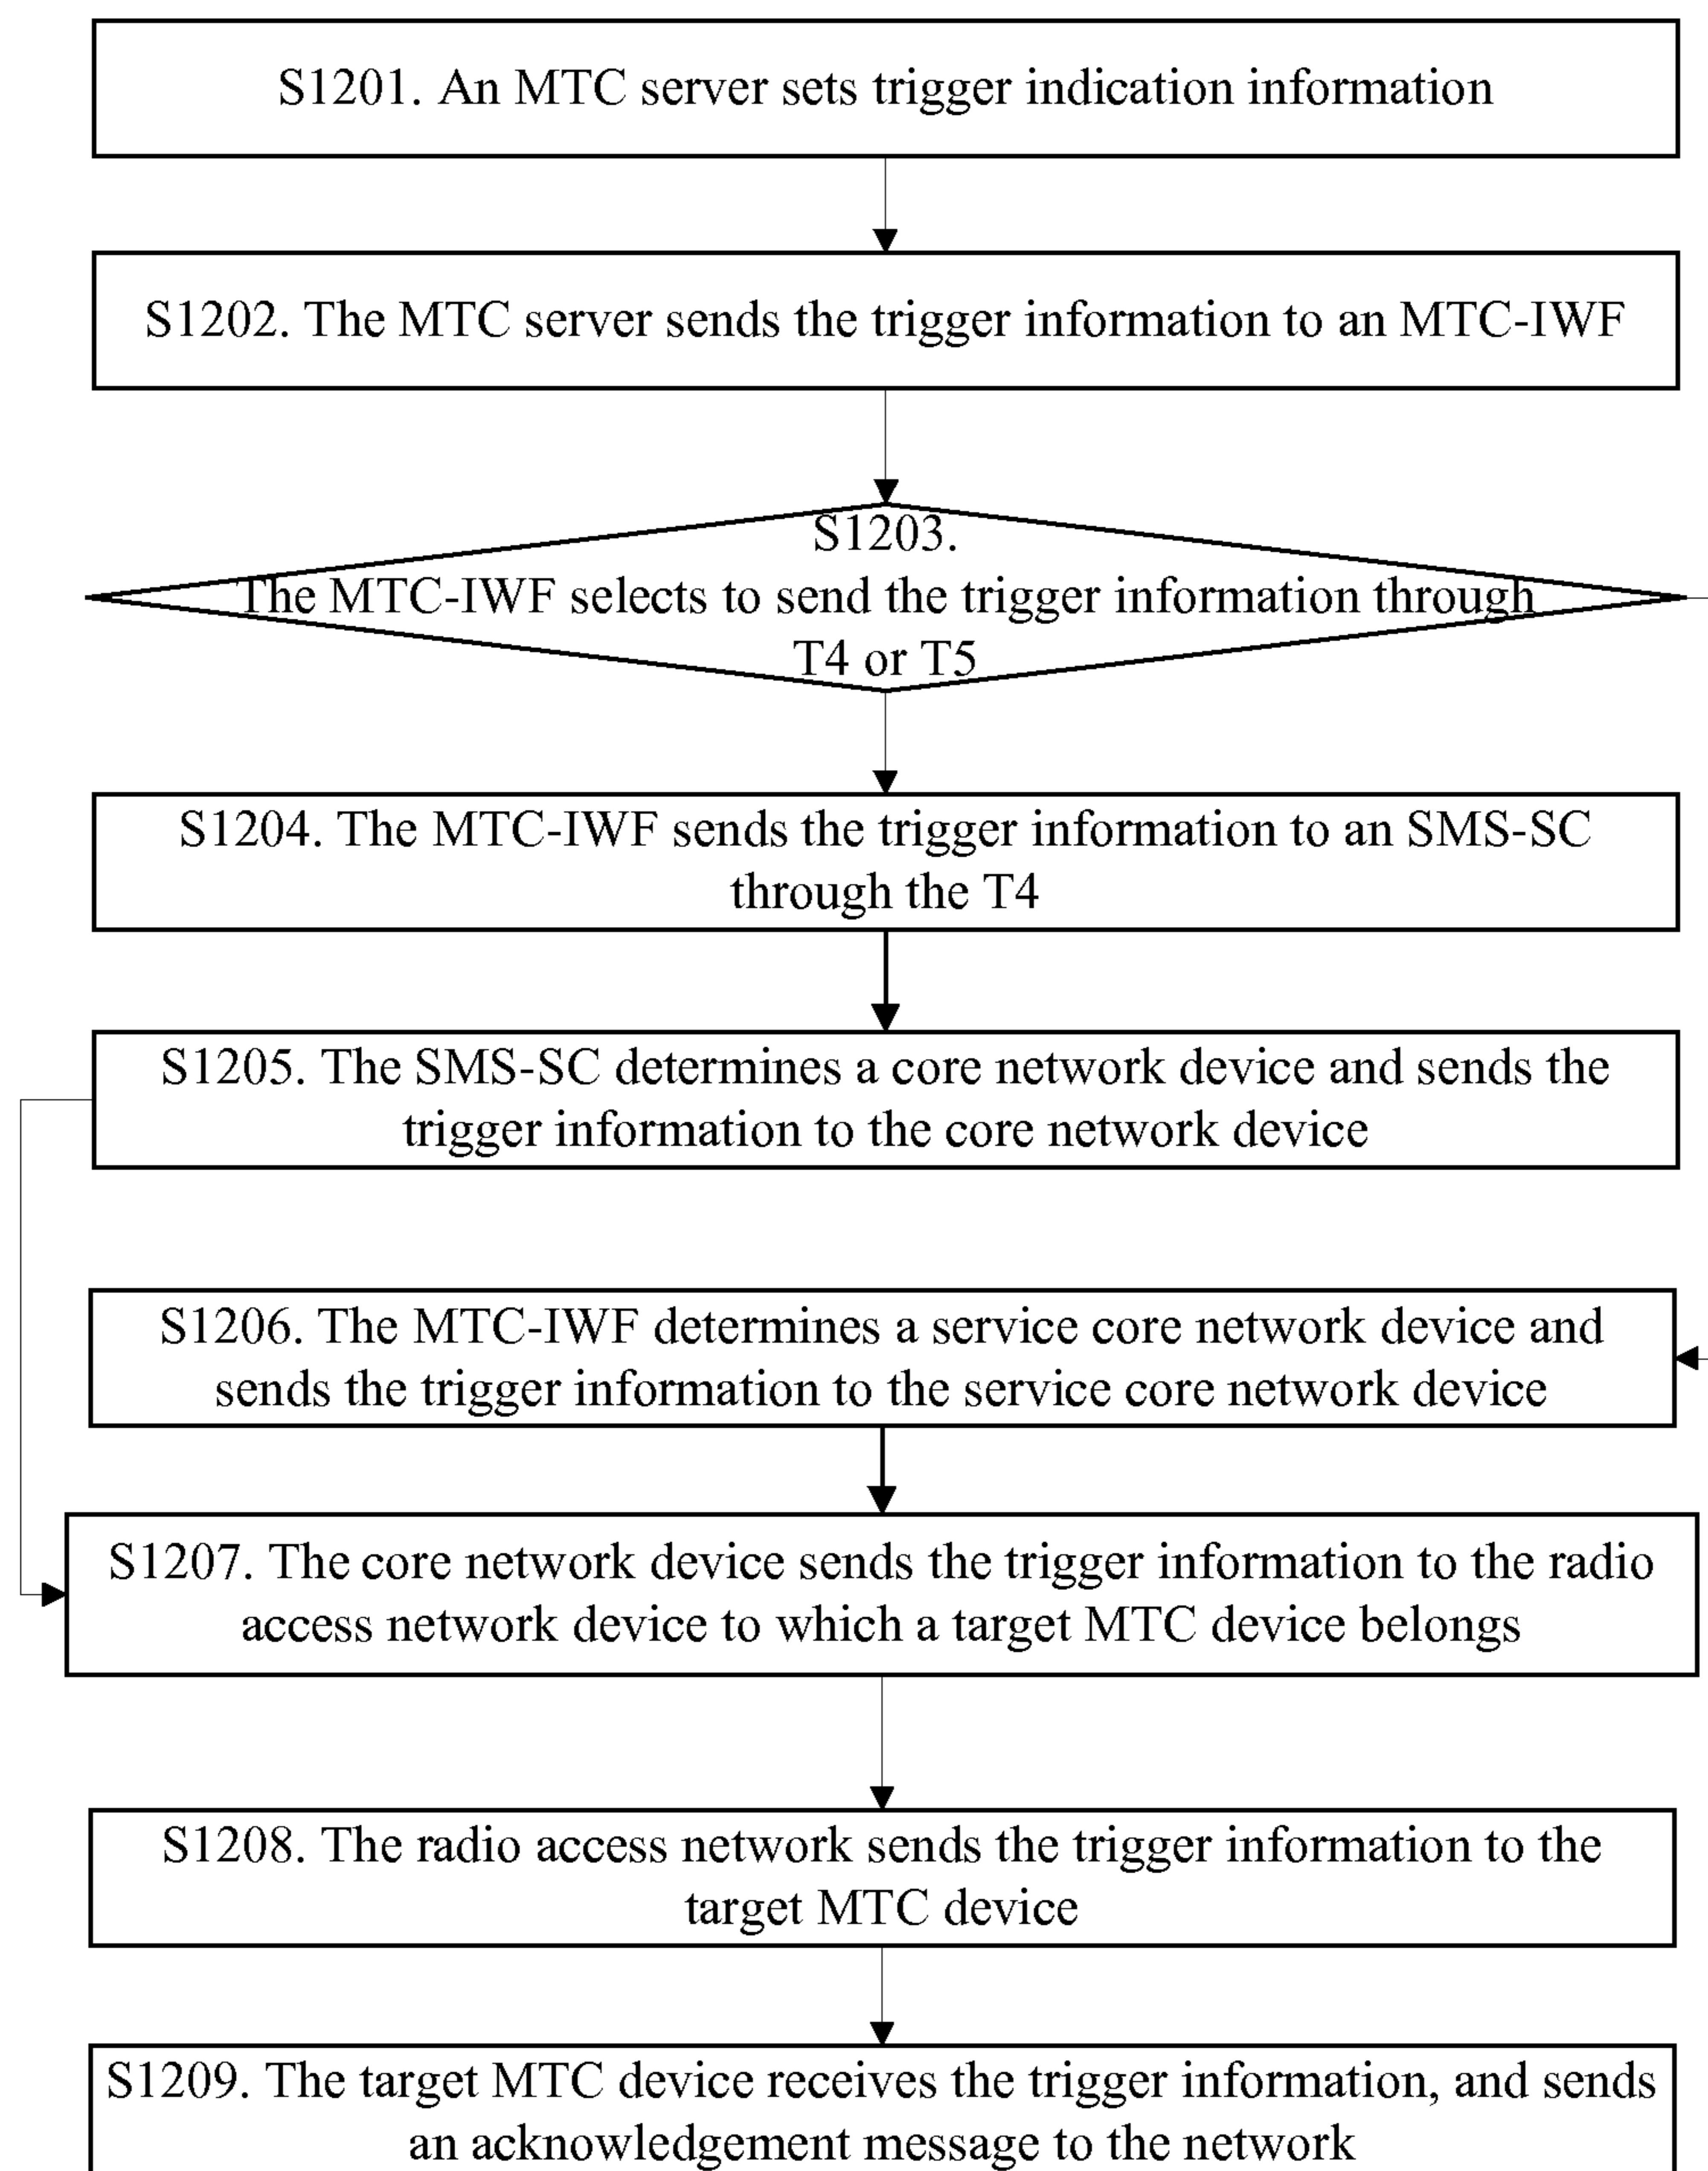 S1201. An MTC server sets trigger indication information
S1202. The MTC server sends the trigger information to an MTC-IWF
S1203.
The MTC-IWF selects to send the trigger information through
T4 or T5
S1204. The MTC-IWF sends the trigger information to an SMS-SC
through the T4
S1205. The SMS-SC determines a core network device and sends the
trigger information to the core network device
S1206. The MTC-IWF determines a service core network device and
sends the trigger information to the service core network device
S1207. The core network device sends the trigger information to the radio
access network device to which a target MTC device belongs
S1208. The radio access network sends the trigger information to the
target MTC device
S1209. The target MTC device receives the trigger information, and sends
an acknowledgement message to the network